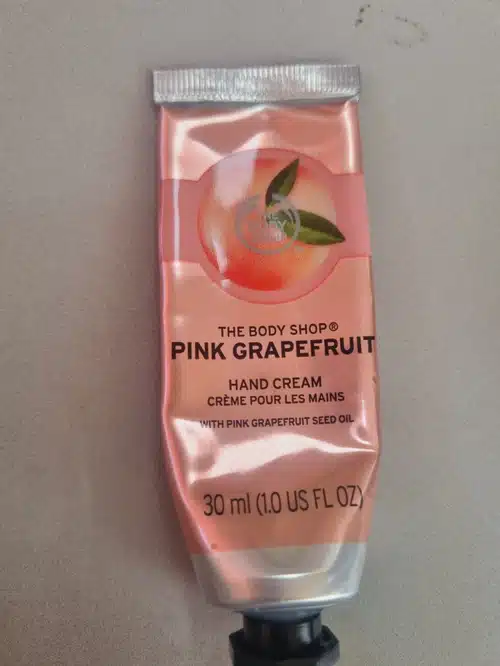 THE BODY SHOP®
PINK GRAPEFRUIT
HAND CREAM
CRÈME POUR LES MAINS
WITH PINK GRAPEFRUIT SEED OIL
30 ml (1.0 US FL OZ)